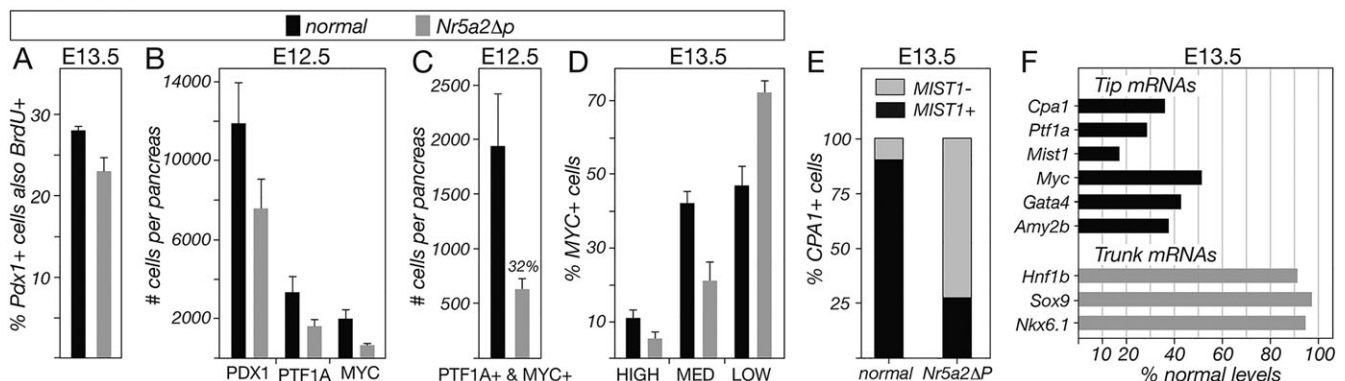 normal Nr5a2Δp
A E13.5
% Pdx1+ cells also BrdU+
30
20
10
B E12.5
# cells per pancreas
14000
10000
6000
2000
PDX1 PTF1A MYC
C E12.5
# cells per pancreas
2500
2000
1500
1000
500
32%
PTF1A+ & MYC+
D E13.5
% MYC+ cells
70
50
30
10
HIGH MED LOW
E E13.5
MIST1-
MIST1+
% CPA1+ cells
100
75
50
25
normal Nr5a2ΔP
F E13.5
Tip mRNAs
Cpa1
Ptf1a
Mist1
Myc
Gata4
Amy2b
Trunk mRNAs
Hnf1b
Sox9
Nkx6.1
10 20 40 60 80 100
% normal levels